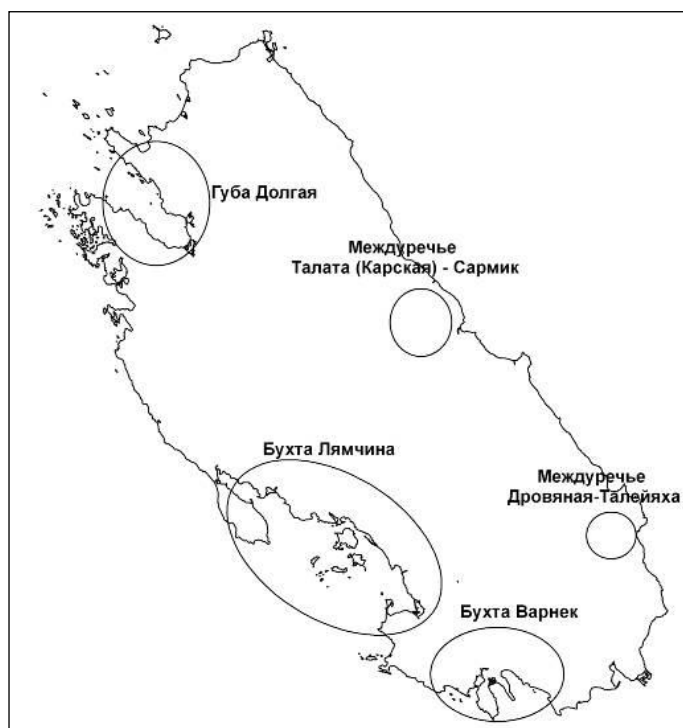 Губа Долгая
Междуречье
Талата (Карская) - Сармик
Бухта Лямчина
Междуречье
Дровяная-Талейяха
Бухта Варнек